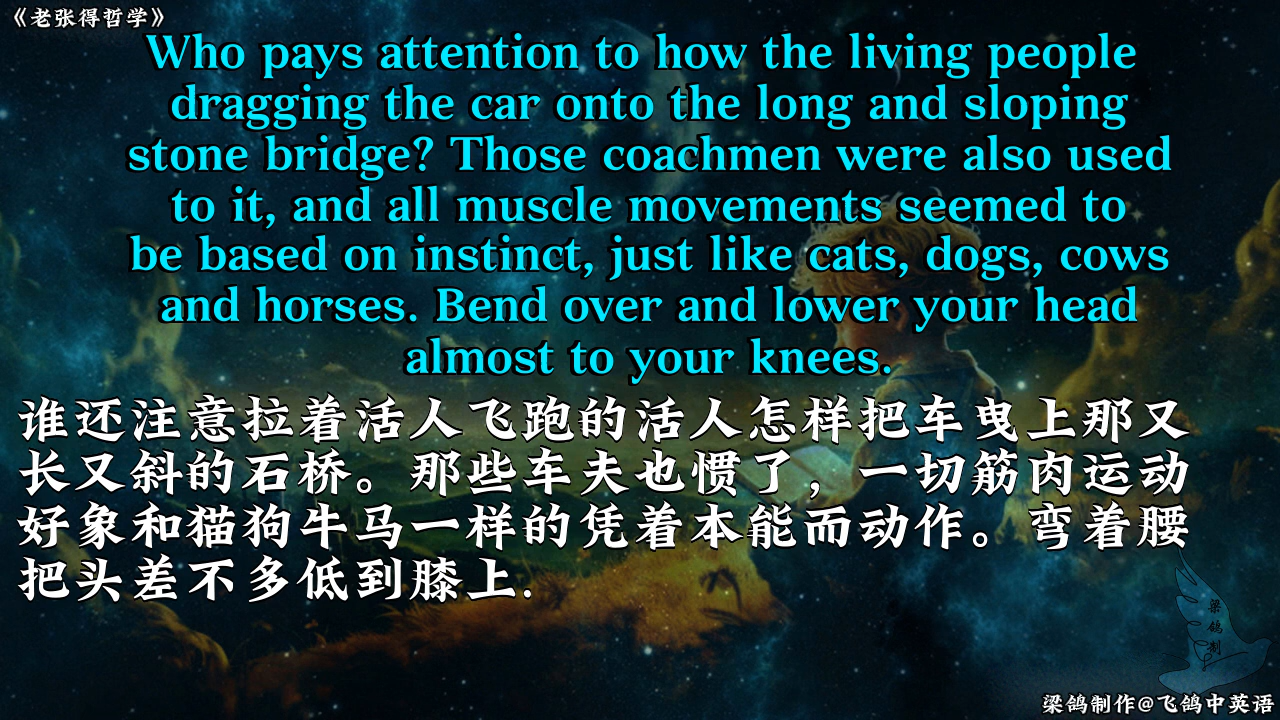 《老张得哲学》
Who pays attention to how the living people
dragging the car onto the long and sloping
stone bridge? Those coachmen were also used
to it, and all muscle movements seemed to
be based on instinct, just like cats, dogs, cows
and horses. Bend over and lower your head
almost to your knees.
谁还注意拉着活人飞跑的活人怎样把车曳上那又
长又斜的石桥。那些车夫也惯了，一切筋肉运动
好象和猫狗牛马一样的凭着本能而动作。弯着腰
把头差不多低到膝上.
梁鸽制
梁鸽制作@飞鸽中英语